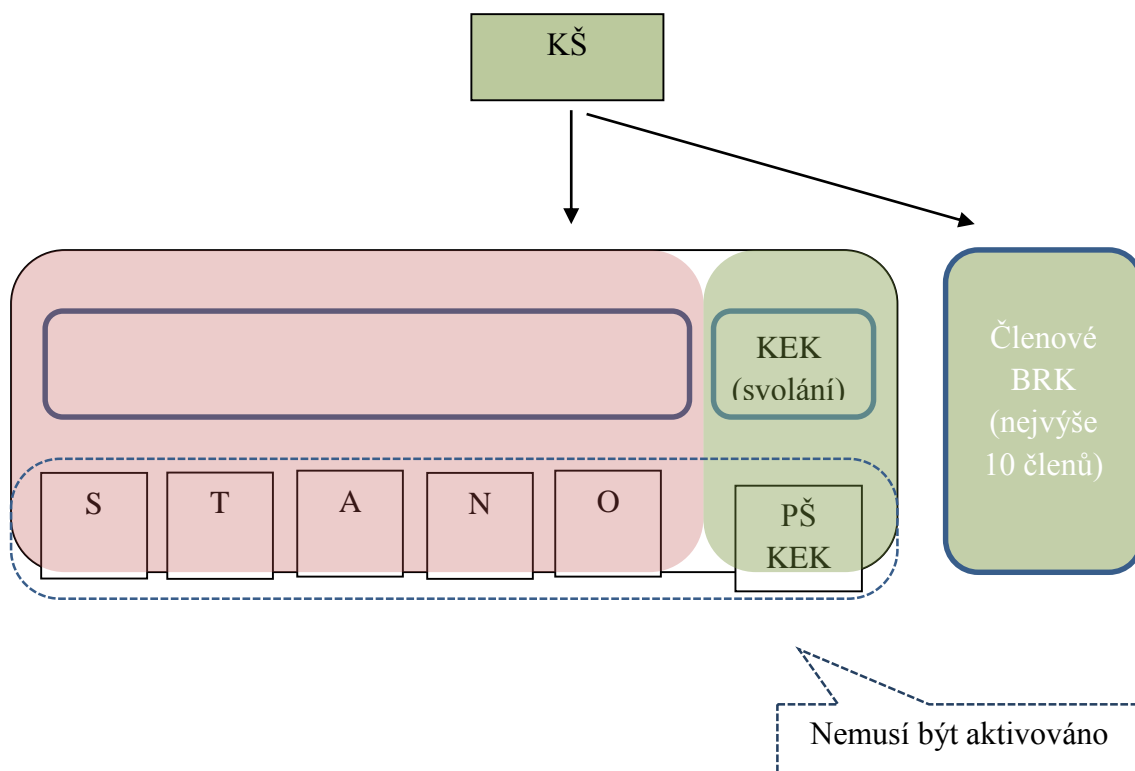 KŠ
KEK
(svolání)
Členové
BRK
(nejvýše
10 členů)
S
T
A
N
O
PŠ
KEK
Nemusí být aktivováno